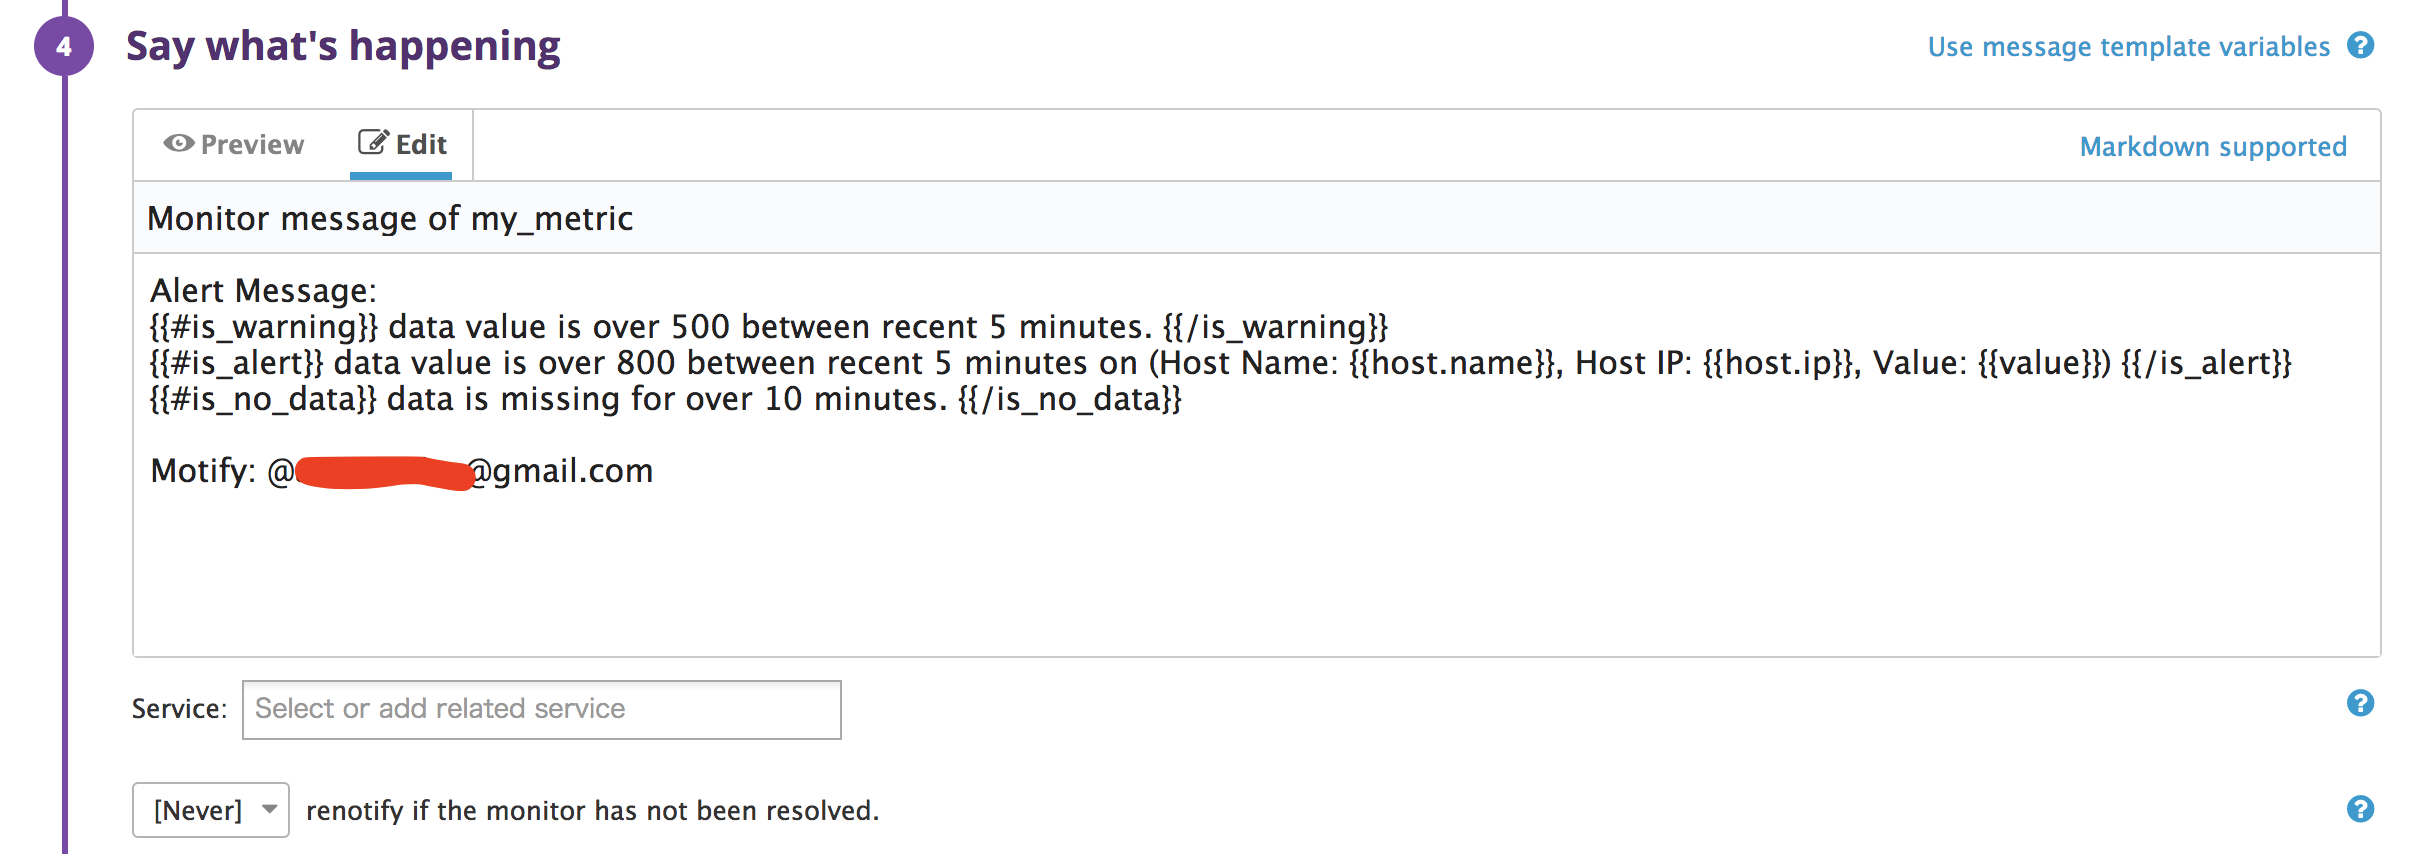 4 Say what's happening
Use message template variables ?
Preview Edit
Markdown supported
Monitor message of my_metric
Alert Message:
{{#is_warning}} data value is over 500 between recent 5 minutes. {{/is_warning}}
{{#is_alert}} data value is over 800 between recent 5 minutes on (Host Name: {{host.name}}, Host IP: {{host.ip}}, Value: {{value}}) {{/is_alert}}
{{#is_no_data}} data is missing for over 10 minutes. {{/is_no_data}}
Motify: @ @gmail.com
Service: Select or add related service ?
[Never] renotify if the monitor has not been resolved. ?